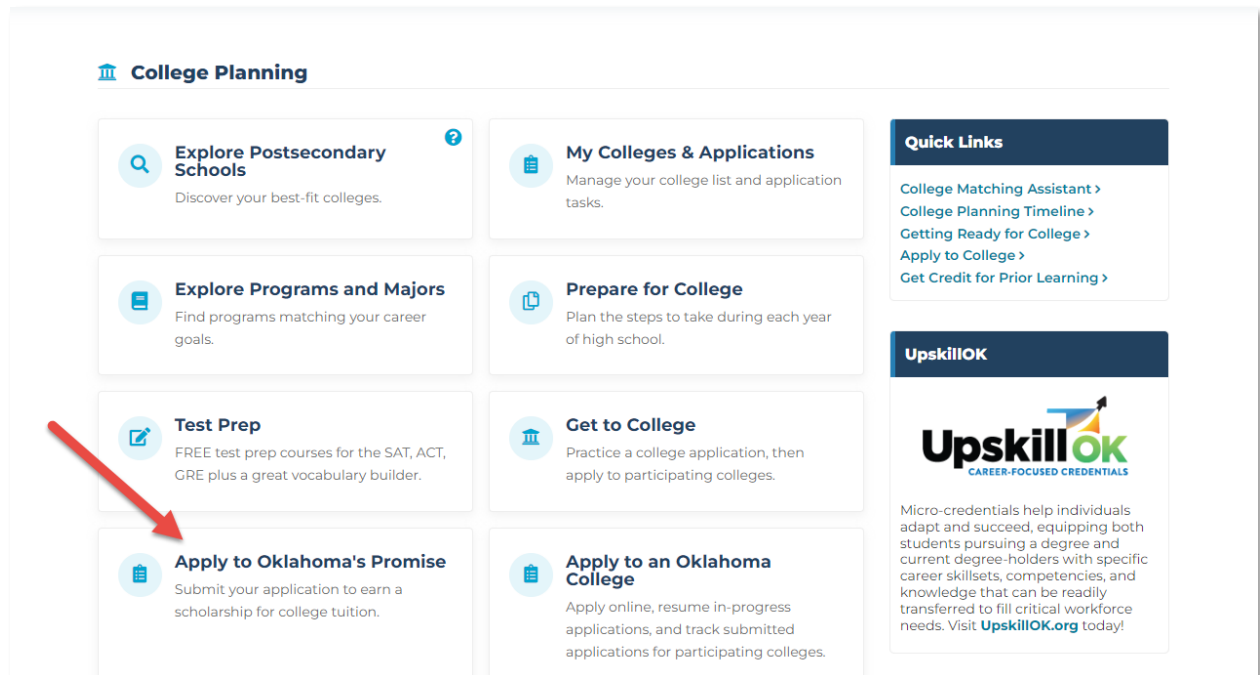 College Planning
Explore Postsecondary
Schools
Discover your best-fit colleges.
?
My Colleges & Applications
Manage your college list and application
tasks.
Explore Programs and Majors
Find programs matching your career
goals.
Prepare for College
Plan the steps to take during each year
of high school.
Test Prep
FREE test prep courses for the SAT, ACT,
GRE plus a great vocabulary builder.
Get to College
Practice a college application, then
apply to participating colleges.
Apply to Oklahoma's Promise
Submit your application to earn a
scholarship for college tuition.
Apply to an Oklahoma
College
Apply online, resume in-progress
applications, and track submitted
applications for participating colleges.
Quick Links
College Matching Assistant >
College Planning Timeline >
Getting Ready for College >
Apply to College >
Get Credit for Prior Learning >
UpskillOK
UpskillOK
CAREER-FOCUSED CREDENTIALS
Micro-credentials help individuals
adapt and succeed, equipping both
students pursuing a degree and
current degree-holders with specific
career skillsets, competencies, and
knowledge that can be readily
transferred to fill critical workforce
needs. Visit UpskillOK.org today!